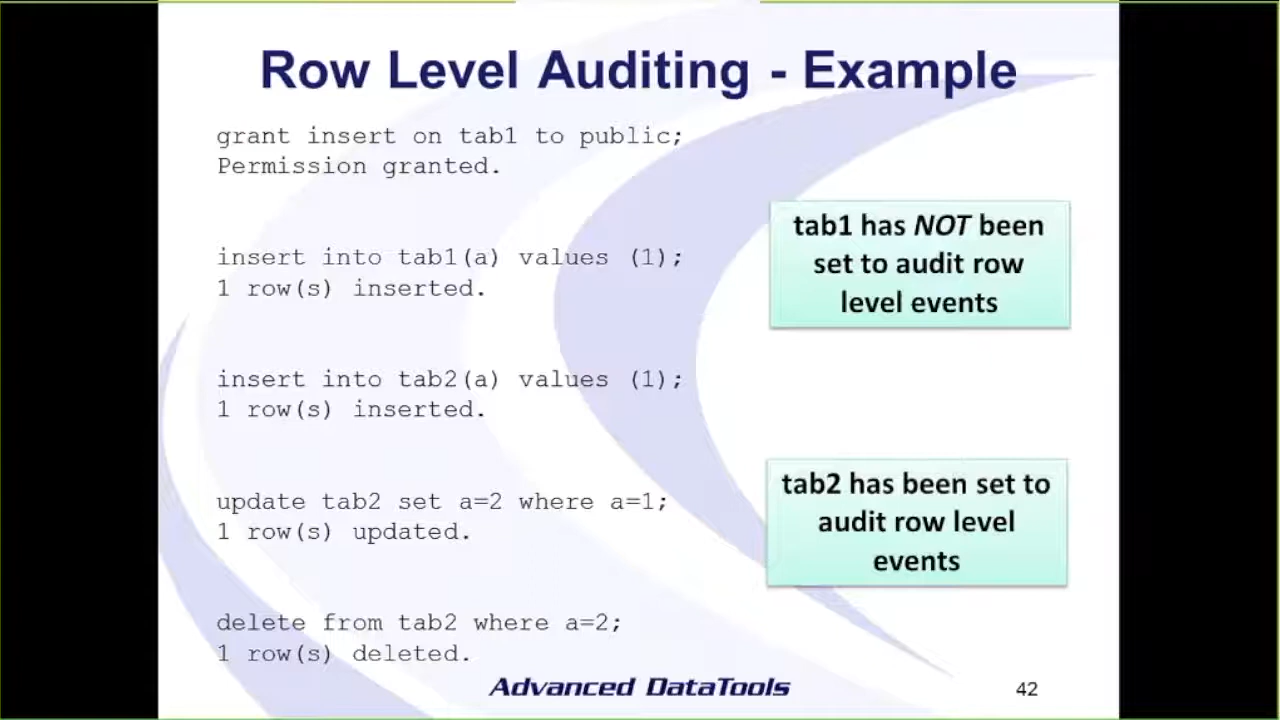 Row Level Auditing - Example
grant insert on tab1 to public;
Permission granted.
insert into tab1(a) values (1);
1 row(s) inserted.
tab1 has NOT been
set to audit row
level events
insert into tab2(a) values (1);
1 row(s) inserted.
update tab2 set a=2 where a=1;
1 row(s) updated.
tab2 has been set to
audit row level
events
delete from tab2 where a=2;
1 row(s) deleted.
Advanced DataTools
42